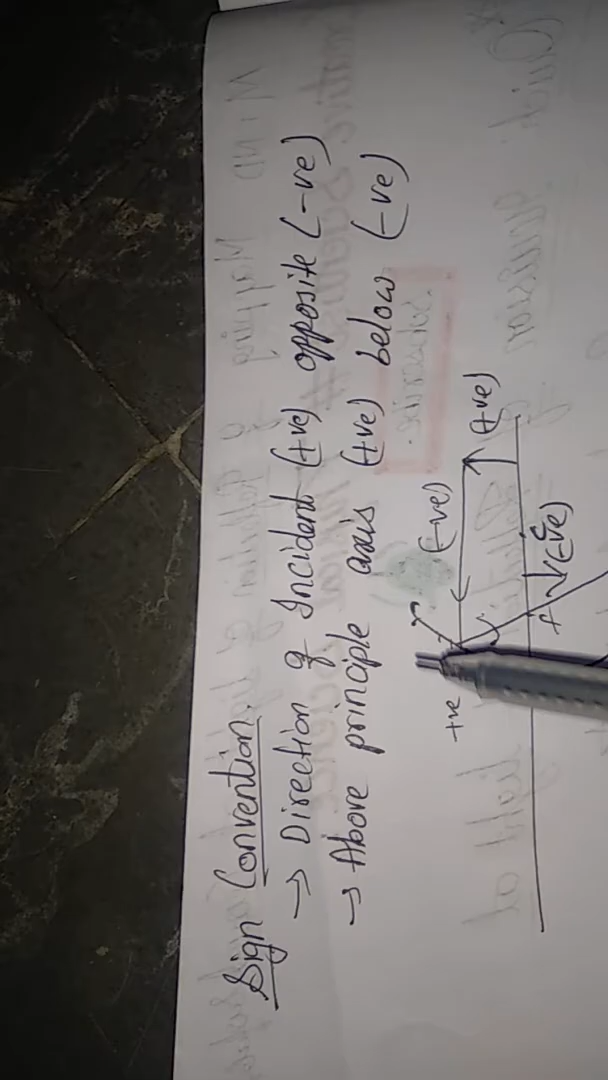 Sign Convention.
→ Direction of Incident (+ve) opposite (-ve)
→ Above principle axis (+ve) below (-ve)
+ve
(-ve)
(+ve)
F
C
(-ve)